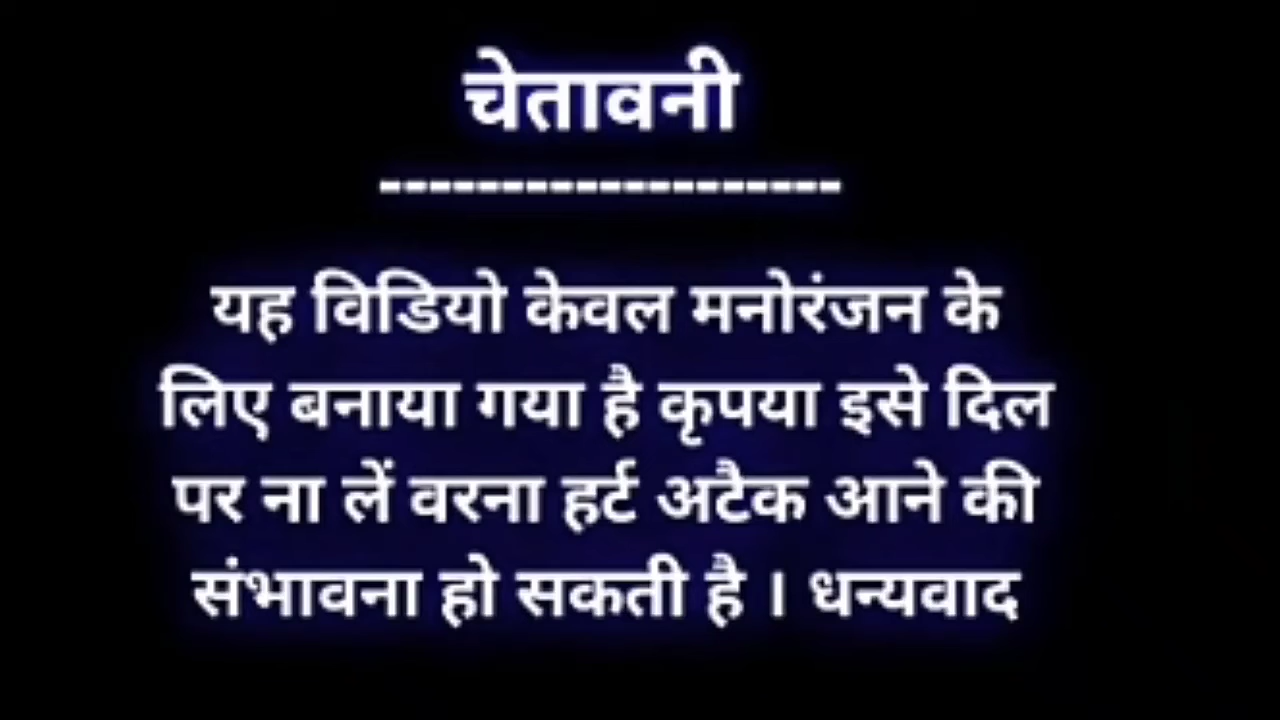 चेतावनी
-------------------
यह विडियो केवल मनोरंजन के
लिए बनाया गया है कृपया इसे दिल
पर ना लें वरना हर्ट अटैक आने की
संभावना हो सकती है । धन्यवाद